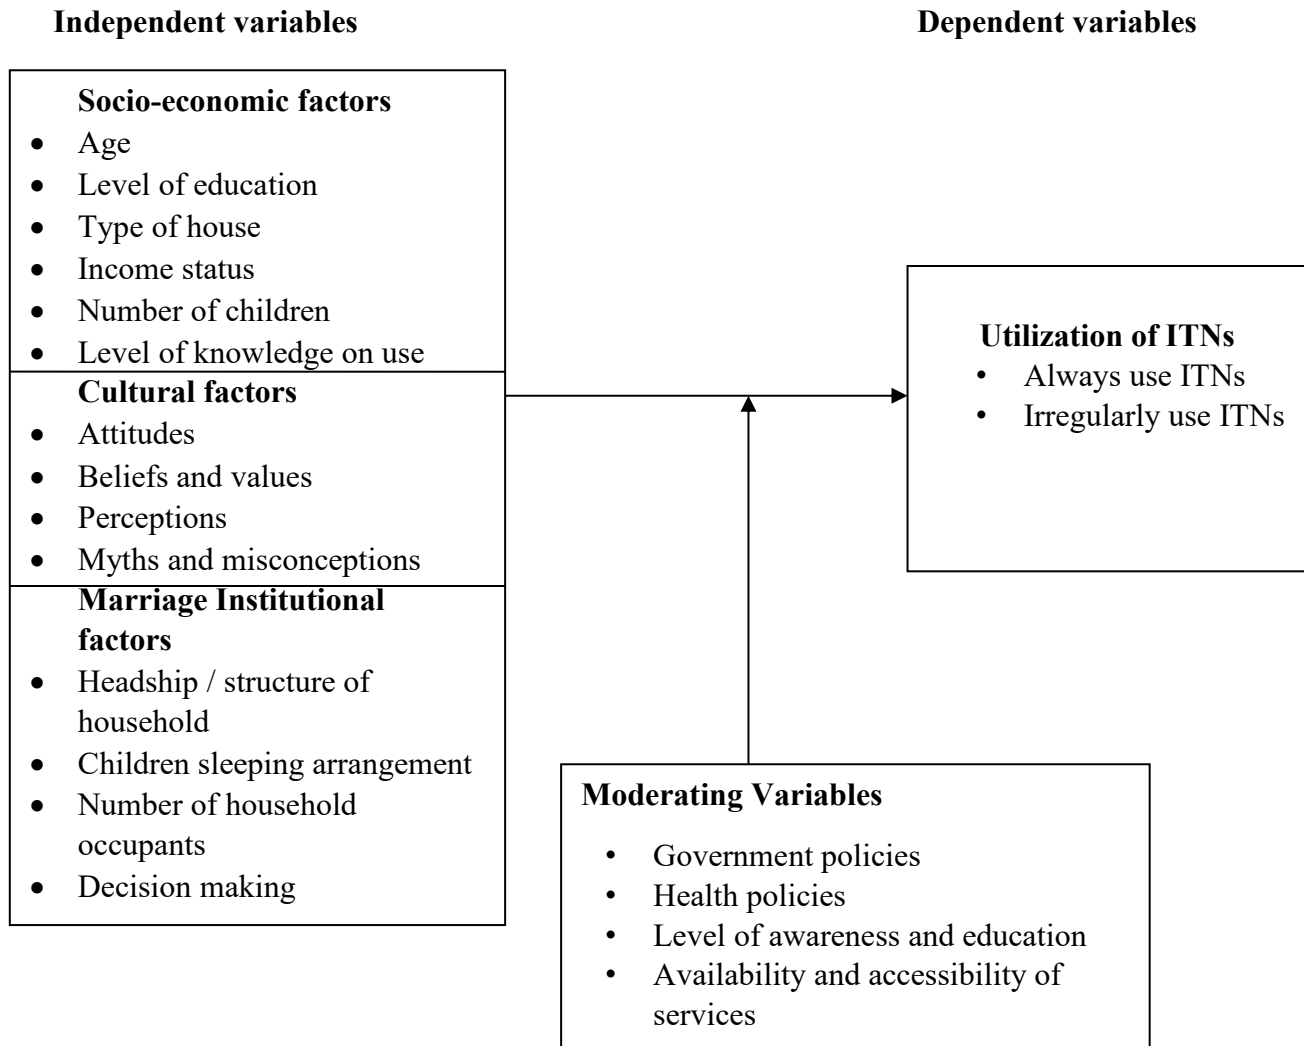 Independent variables
Dependent variables
Socio-economic factors
• Age
• Level of education
• Type of house
• Income status
• Number of children
• Level of knowledge on use
Cultural factors
• Attitudes
• Beliefs and values
• Perceptions
• Myths and misconceptions
Marriage Institutional
factors
• Headship / structure of
household
• Children sleeping arrangement
• Number of household
occupants
• Decision making
Utilization of ITNs
• Always use ITNs
• Irregularly use ITNs
Moderating Variables
• Government policies
• Health policies
• Level of awareness and education
• Availability and accessibility of
services